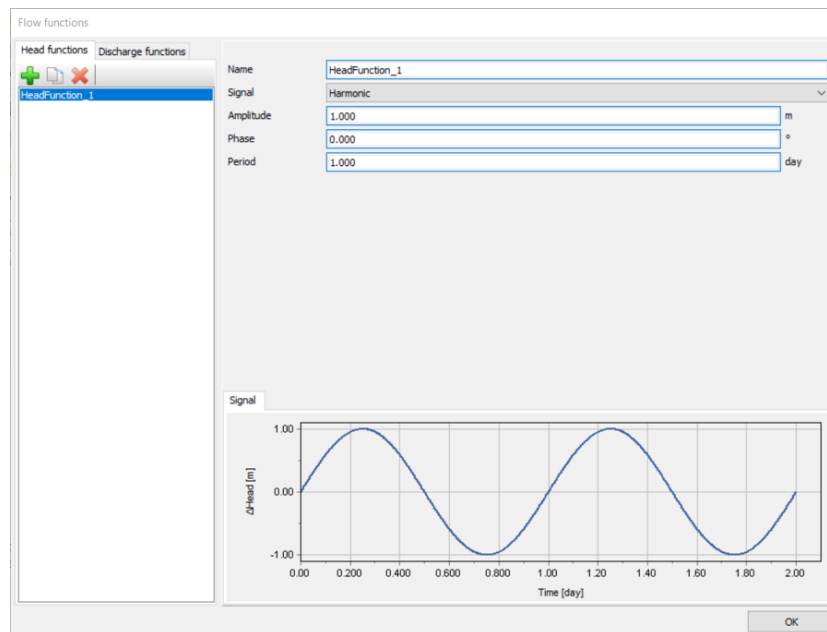 Flow functions
Head functions Discharge functions
HeadFunction_1
Name HeadFunction_1
Signal Harmonic
Amplitude 1.000 m
Phase 0.000 °
Period 1.000 day
Signal
1.00
0.00
-1.00
ΔHead [m]
0.00 0.200 0.400 0.600 0.800 1.00 1.20 1.40 1.60 1.80 2.00
Time [day]
OK